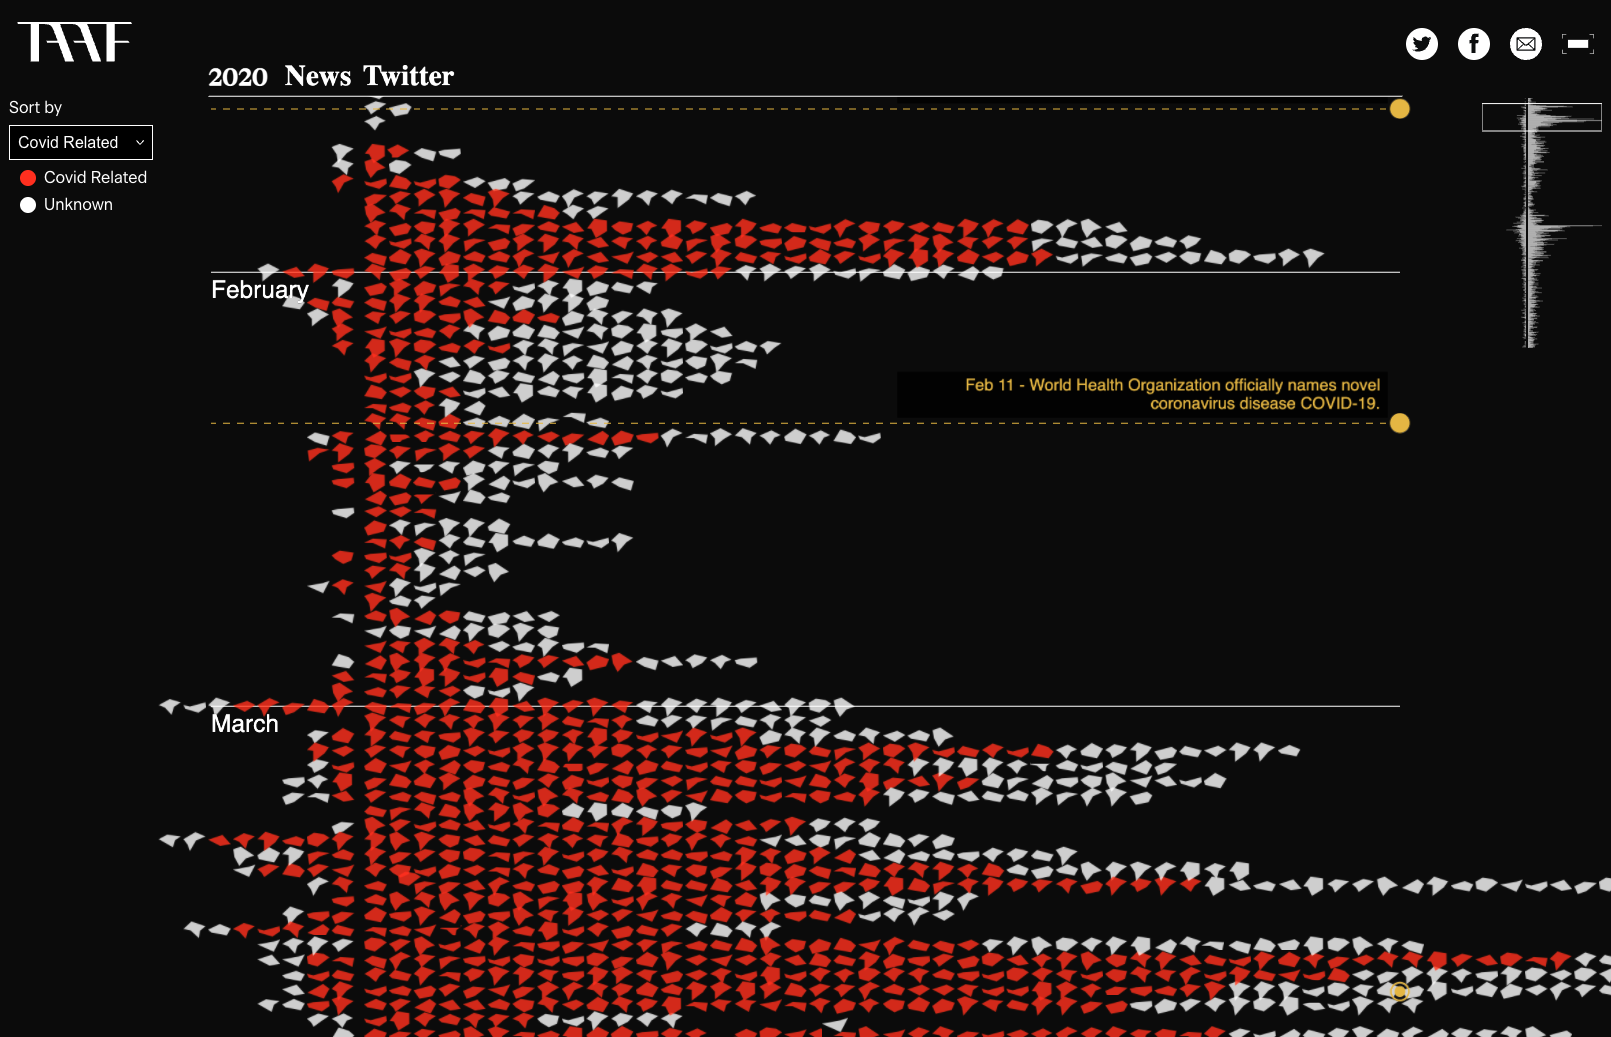 TAAF
2020 News Twitter
Sort by
Covid Related
Covid Related
Unknown
February
Feb 11 - World Health Organization officially names novel
coronavirus disease COVID-19.
March